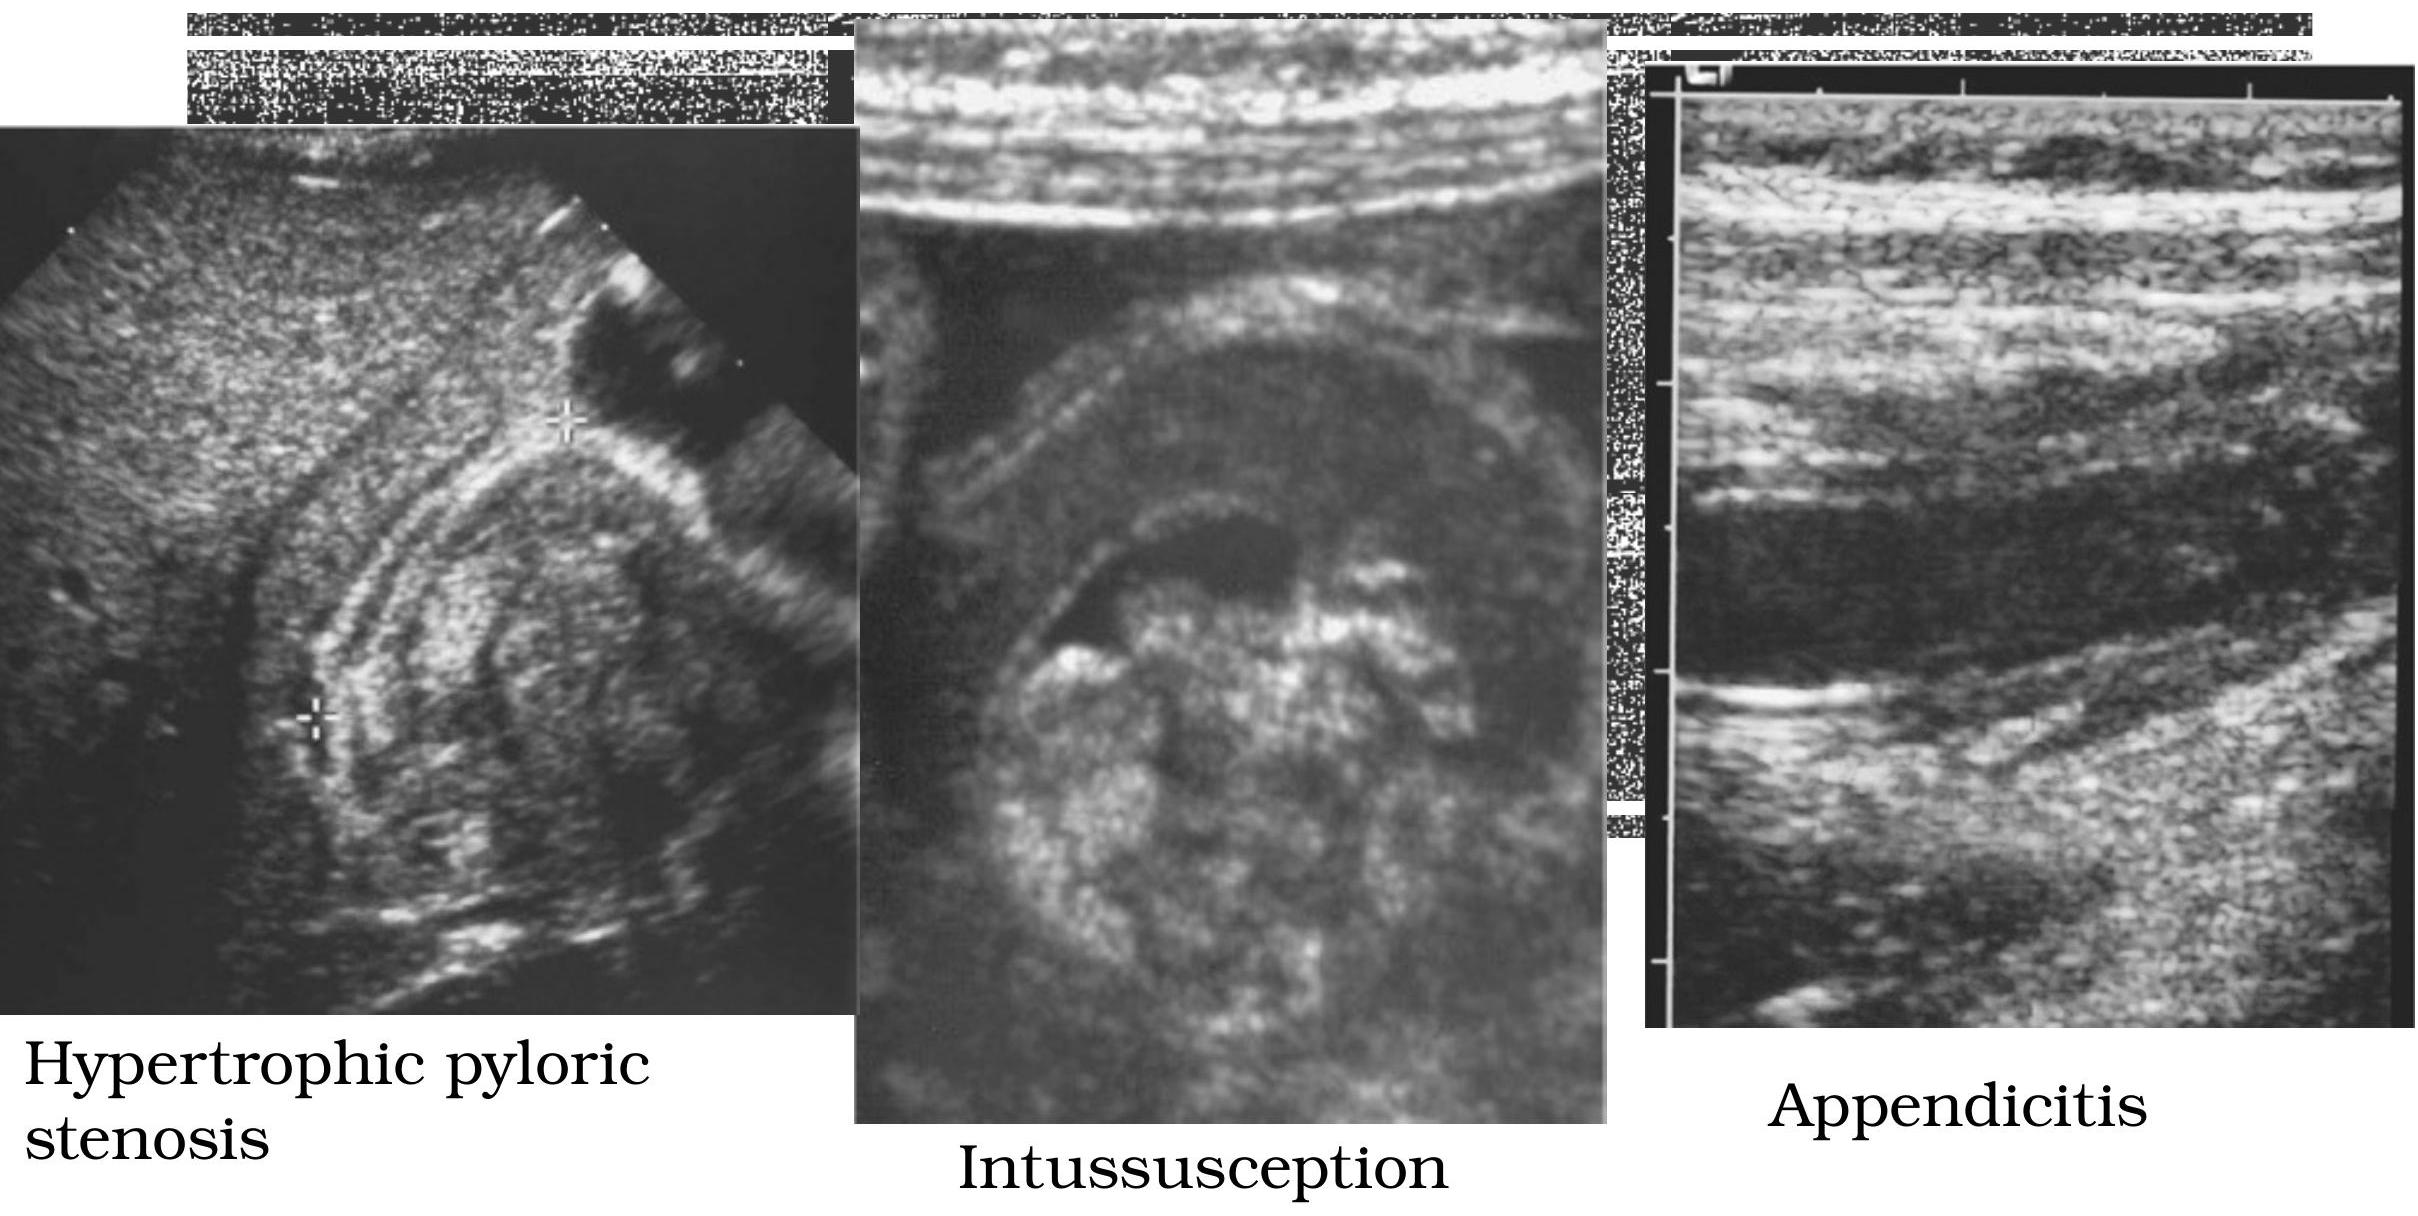 Hypertrophic pyloric
stenosis
Intussusception
Appendicitis